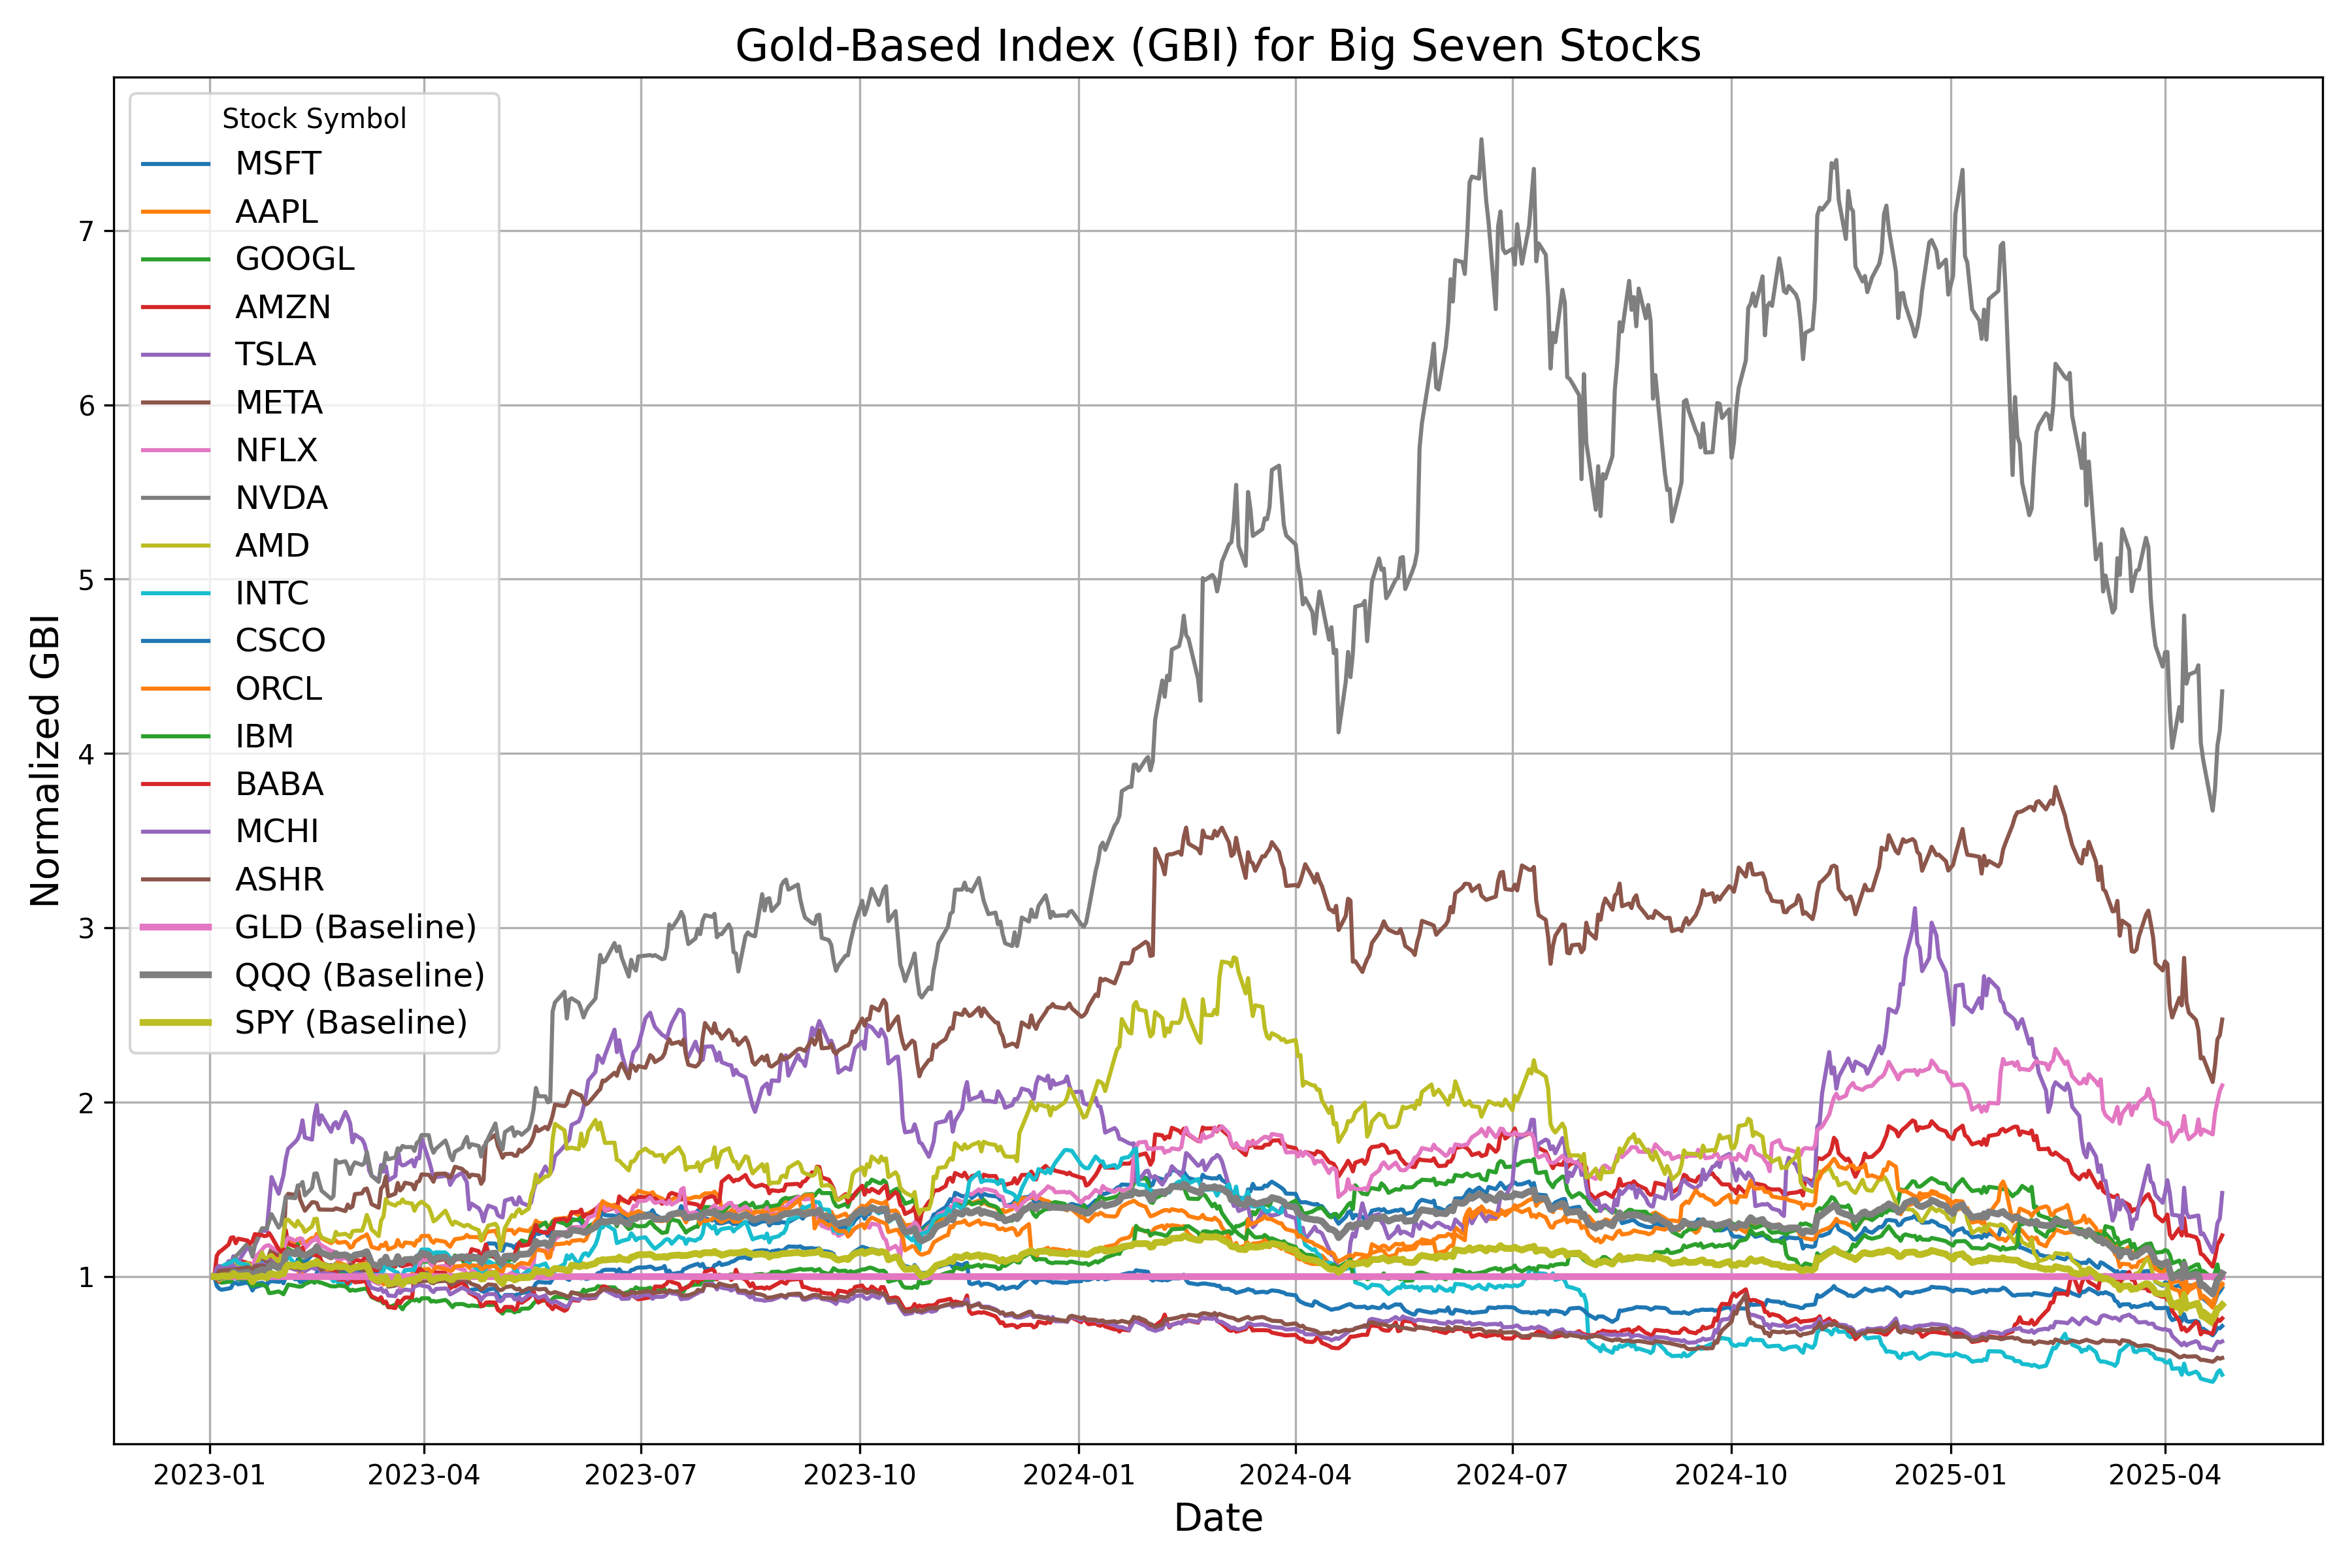 Gold-Based Index (GBI) for Big Seven Stocks
Stock Symbol
MSFT
AAPL
GOOGL
AMZN
TSLA
META
NFLX
NVDA
AMD
INTC
CSCO
ORCL
IBM
BABA
MCHI
ASHR
GLD (Baseline)
QQQ (Baseline)
SPY (Baseline)
Normalized GBI
7
6
5
4
3
2
1
2023-01
2023-04
2023-07
2023-10
2024-01
2024-04
2024-07
2024-10
2025-01
2025-04
Date